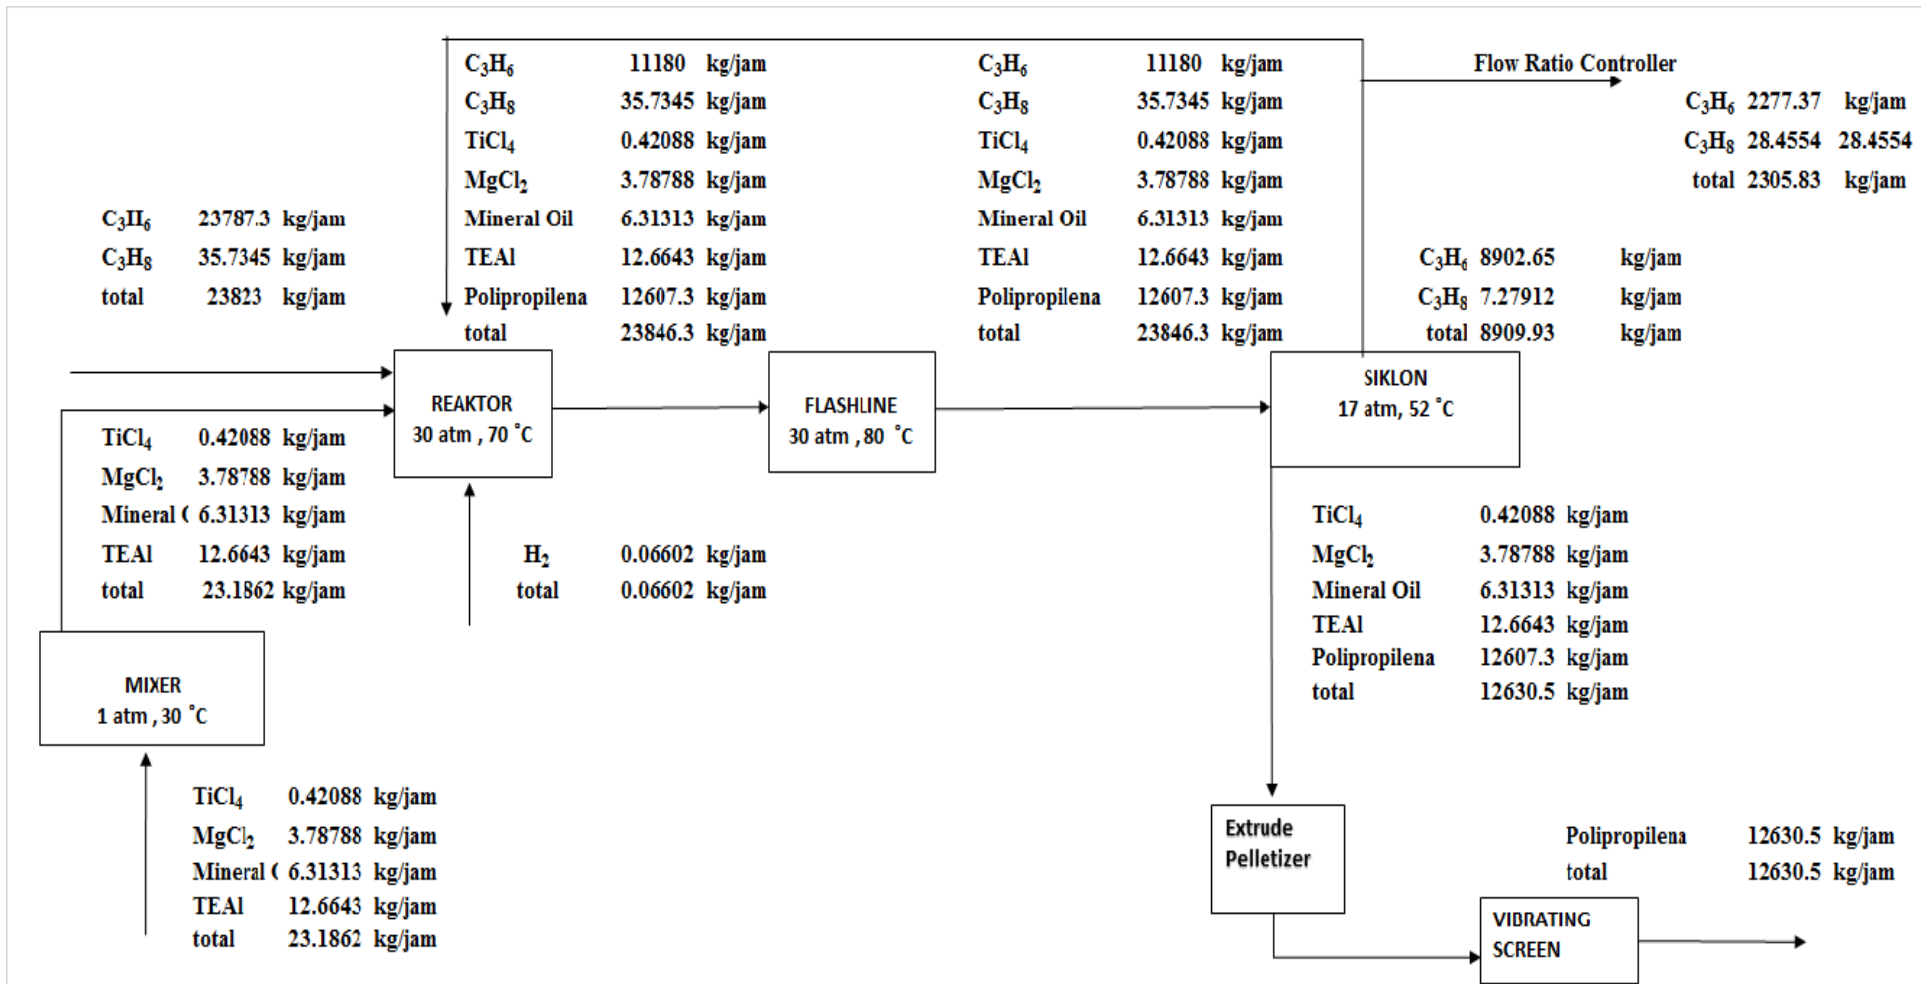 C₃H₆ 11180 kg/jam
C₃H₈ 35.7345 kg/jam
TiCl₄ 0.42088 kg/jam
MgCl₂ 3.78788 kg/jam
Mineral Oil 6.31313 kg/jam
TEAl 12.6643 kg/jam
Polipropilena 12607.3 kg/jam
total 23846.3 kg/jam
C₃H₆ 11180 kg/jam
C₃H₈ 35.7345 kg/jam
TiCl₄ 0.42088 kg/jam
MgCl₂ 3.78788 kg/jam
Mineral Oil 6.31313 kg/jam
TEAl 12.6643 kg/jam
Polipropilena 12607.3 kg/jam
total 23846.3 kg/jam
Flow Ratio Controller
C₃H₆ 2277.37 kg/jam
C₃H₈ 28.4554 28.4554
total 2305.83 kg/jam
C₃H₆ 23787.3 kg/jam
C₃H₈ 35.7345 kg/jam
total 23823 kg/jam
C₃H₆ 8902.65 kg/jam
C₃H₈ 7.27912 kg/jam
total 8909.93 kg/jam
REAKTOR
30 atm , 70 °C
FLASHLINE
30 atm ,80 °C
SIKLON
17 atm, 52 °C
TiCl₄ 0.42088 kg/jam
MgCl₂ 3.78788 kg/jam
Mineral ( 6.31313 kg/jam
TEAl 12.6643 kg/jam
total 23.1862 kg/jam
H₂ 0.06602 kg/jam
total 0.06602 kg/jam
TiCl₄ 0.42088 kg/jam
MgCl₂ 3.78788 kg/jam
Mineral Oil 6.31313 kg/jam
TEAl 12.6643 kg/jam
Polipropilena 12607.3 kg/jam
total 12630.5 kg/jam
MIXER
1 atm , 30 °C
TiCl₄ 0.42088 kg/jam
MgCl₂ 3.78788 kg/jam
Mineral ( 6.31313 kg/jam
TEAl 12.6643 kg/jam
total 23.1862 kg/jam
Extrude
Pelletizer
Polipropilena 12630.5 kg/jam
total 12630.5 kg/jam
VIBRATING
SCREEN